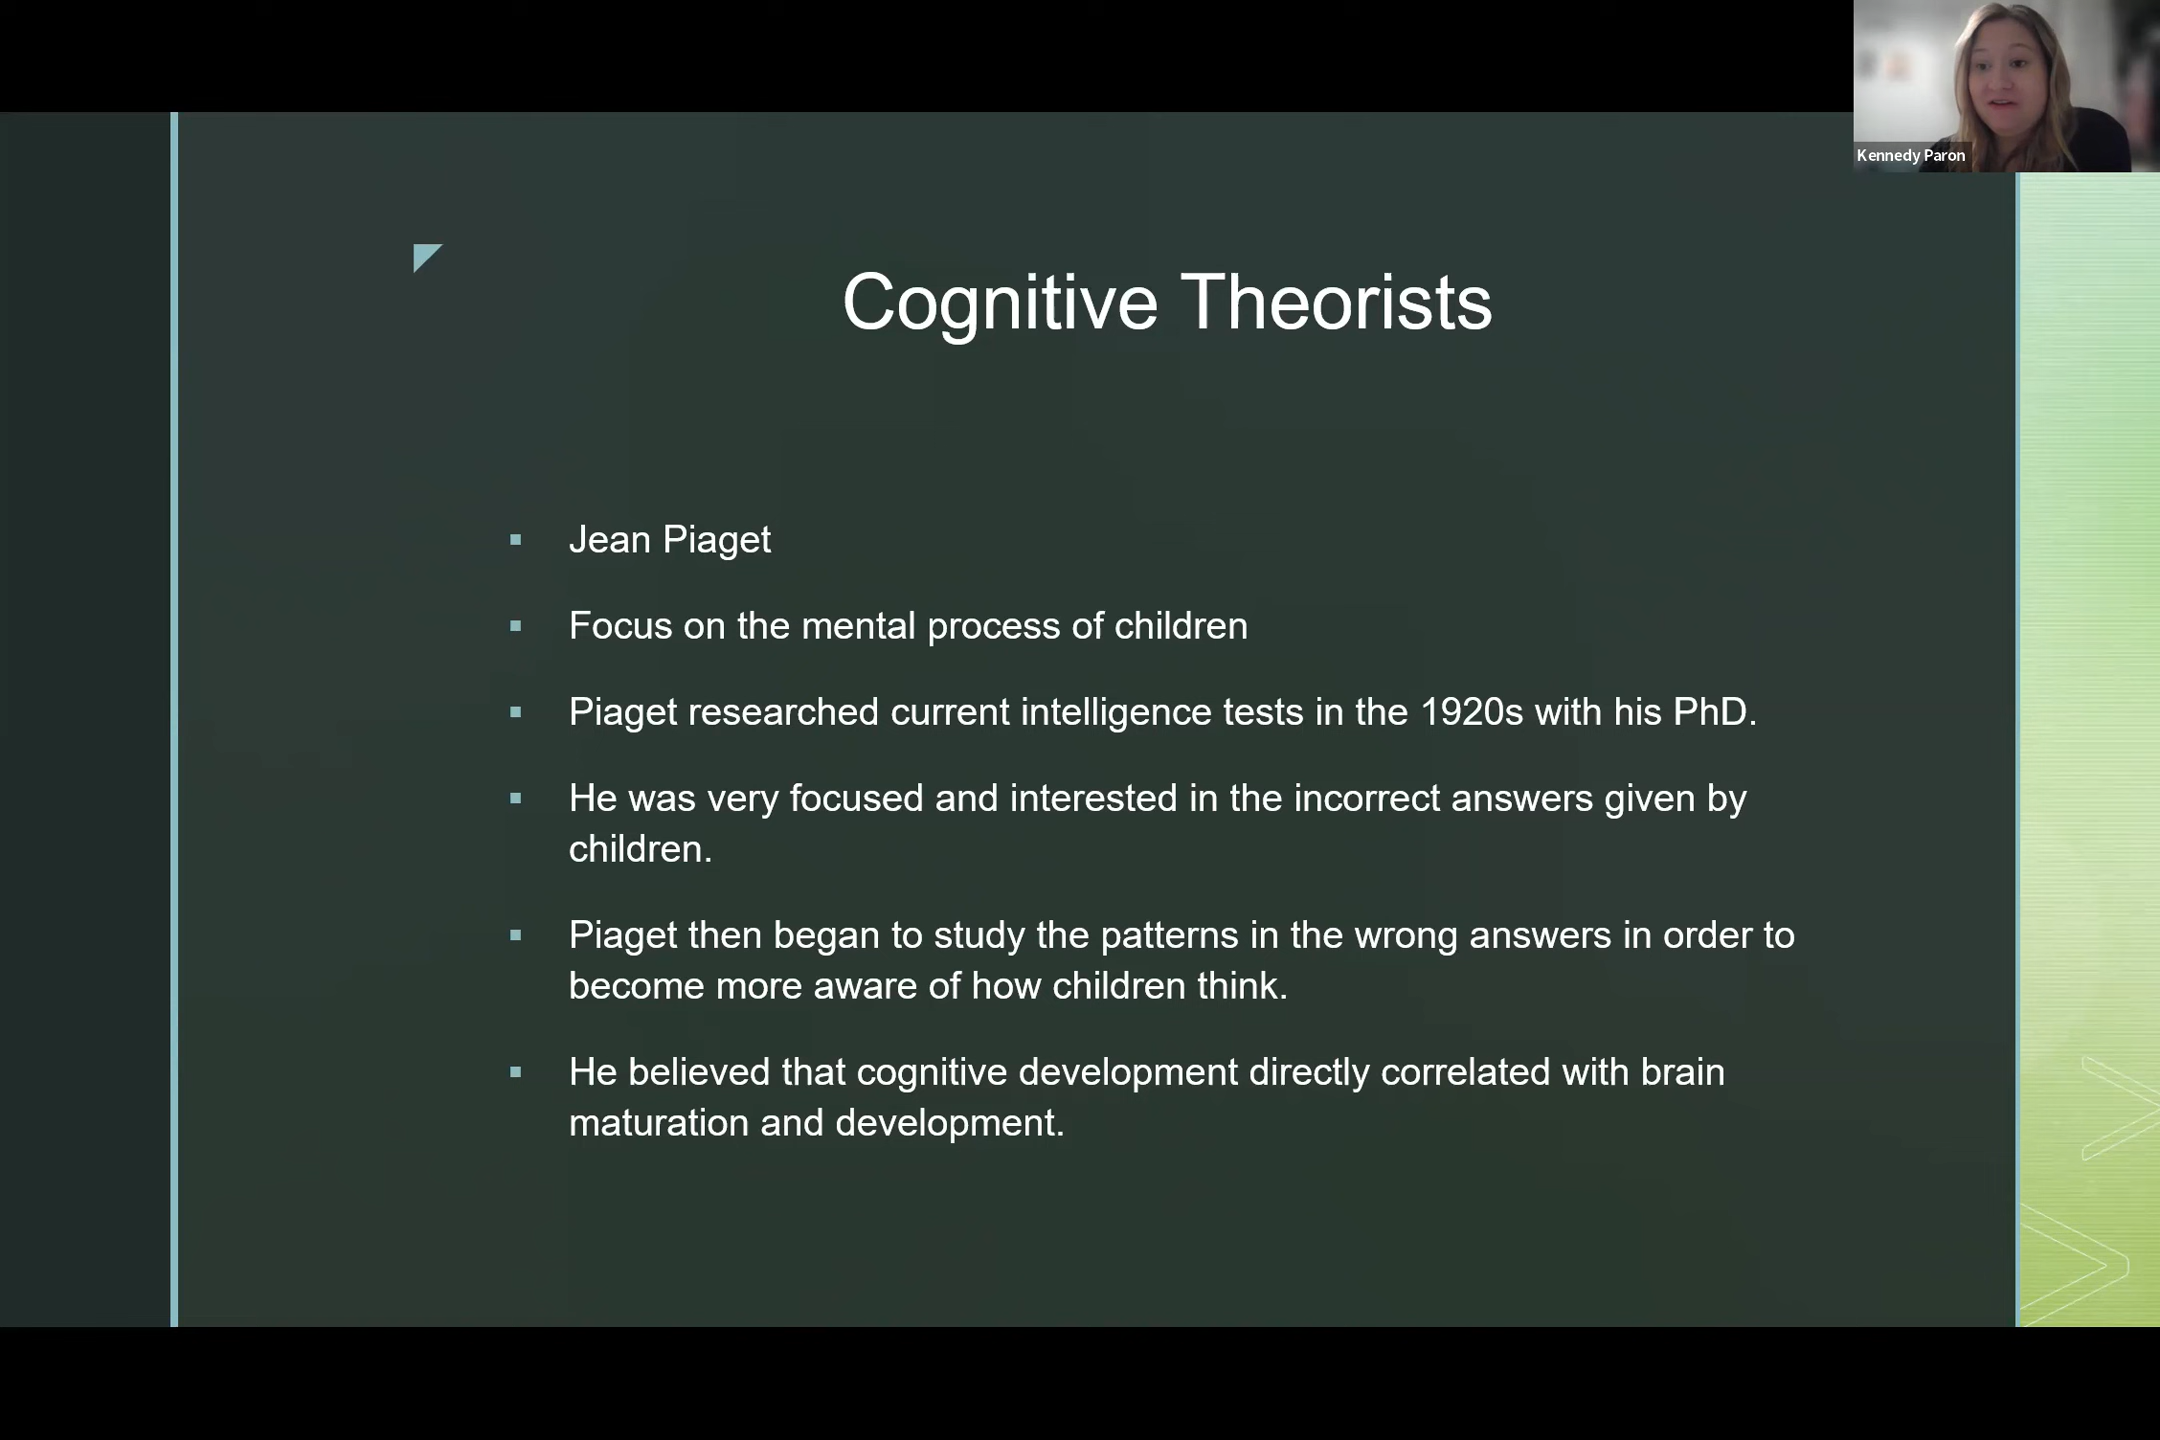 Kennedy Paron
Cognitive Theorists
Jean Piaget
Focus on the mental process of children
Piaget researched current intelligence tests in the 1920s with his PhD.
He was very focused and interested in the incorrect answers given by
children.
Piaget then began to study the patterns in the wrong answers in order to
become more aware of how children think.
He believed that cognitive development directly correlated with brain
maturation and development.